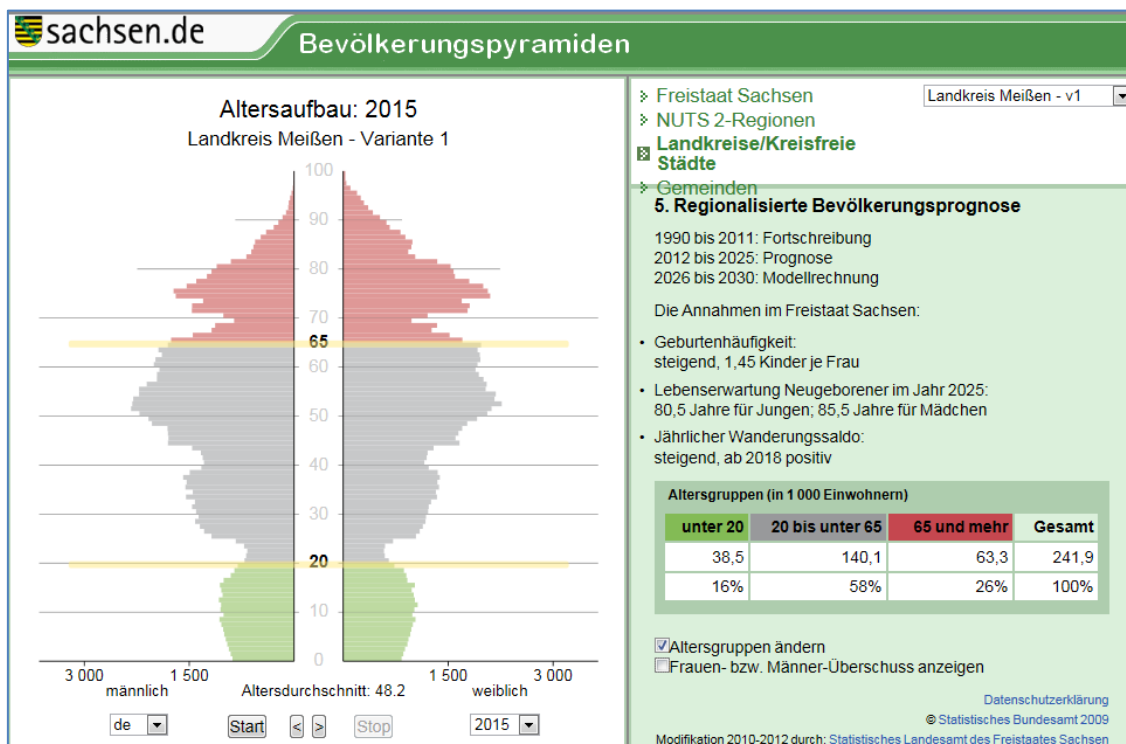 sachsen.de
Bevölkerungspyramiden
Altersaufbau: 2015
Landkreis Meißen - Variante 1
100
90
80
70
65
60
50
40
30
20
10
0
3 000 1 500 1 500 3 000
männlich Altersdurchschnitt: 48.2 weiblich
de Start < > Stop 2015
Freistaat Sachsen
Landkreis Meißen - v1
NUTS 2-Regionen
Landkreise/Kreisfreie
Städte
Gemeinden
5. Regionalisierte Bevölkerungsprognose
1990 bis 2011: Fortschreibung
2012 bis 2025: Prognose
2026 bis 2030: Modellrechnung
Die Annahmen im Freistaat Sachsen:
• Geburtenhäufigkeit:
steigend, 1,45 Kinder je Frau
• Lebenserwartung Neugeborener im Jahr 2025:
80,5 Jahre für Jungen; 85,5 Jahre für Mädchen
• Jährlicher Wanderungssaldo:
steigend, ab 2018 positiv
Altersgruppen (in 1 000 Einwohnern)
unter 20 20 bis unter 65 65 und mehr Gesamt
38,5 140,1 63,3 241,9
16% 58% 26% 100%
Altersgruppen ändern
Frauen- bzw. Männer-Überschuss anzeigen
Datenschutzerklärung
© Statistisches Bundesamt 2009
Modifikation 2010-2012 durch: Statistisches Landesamt des Freistaates Sachsen